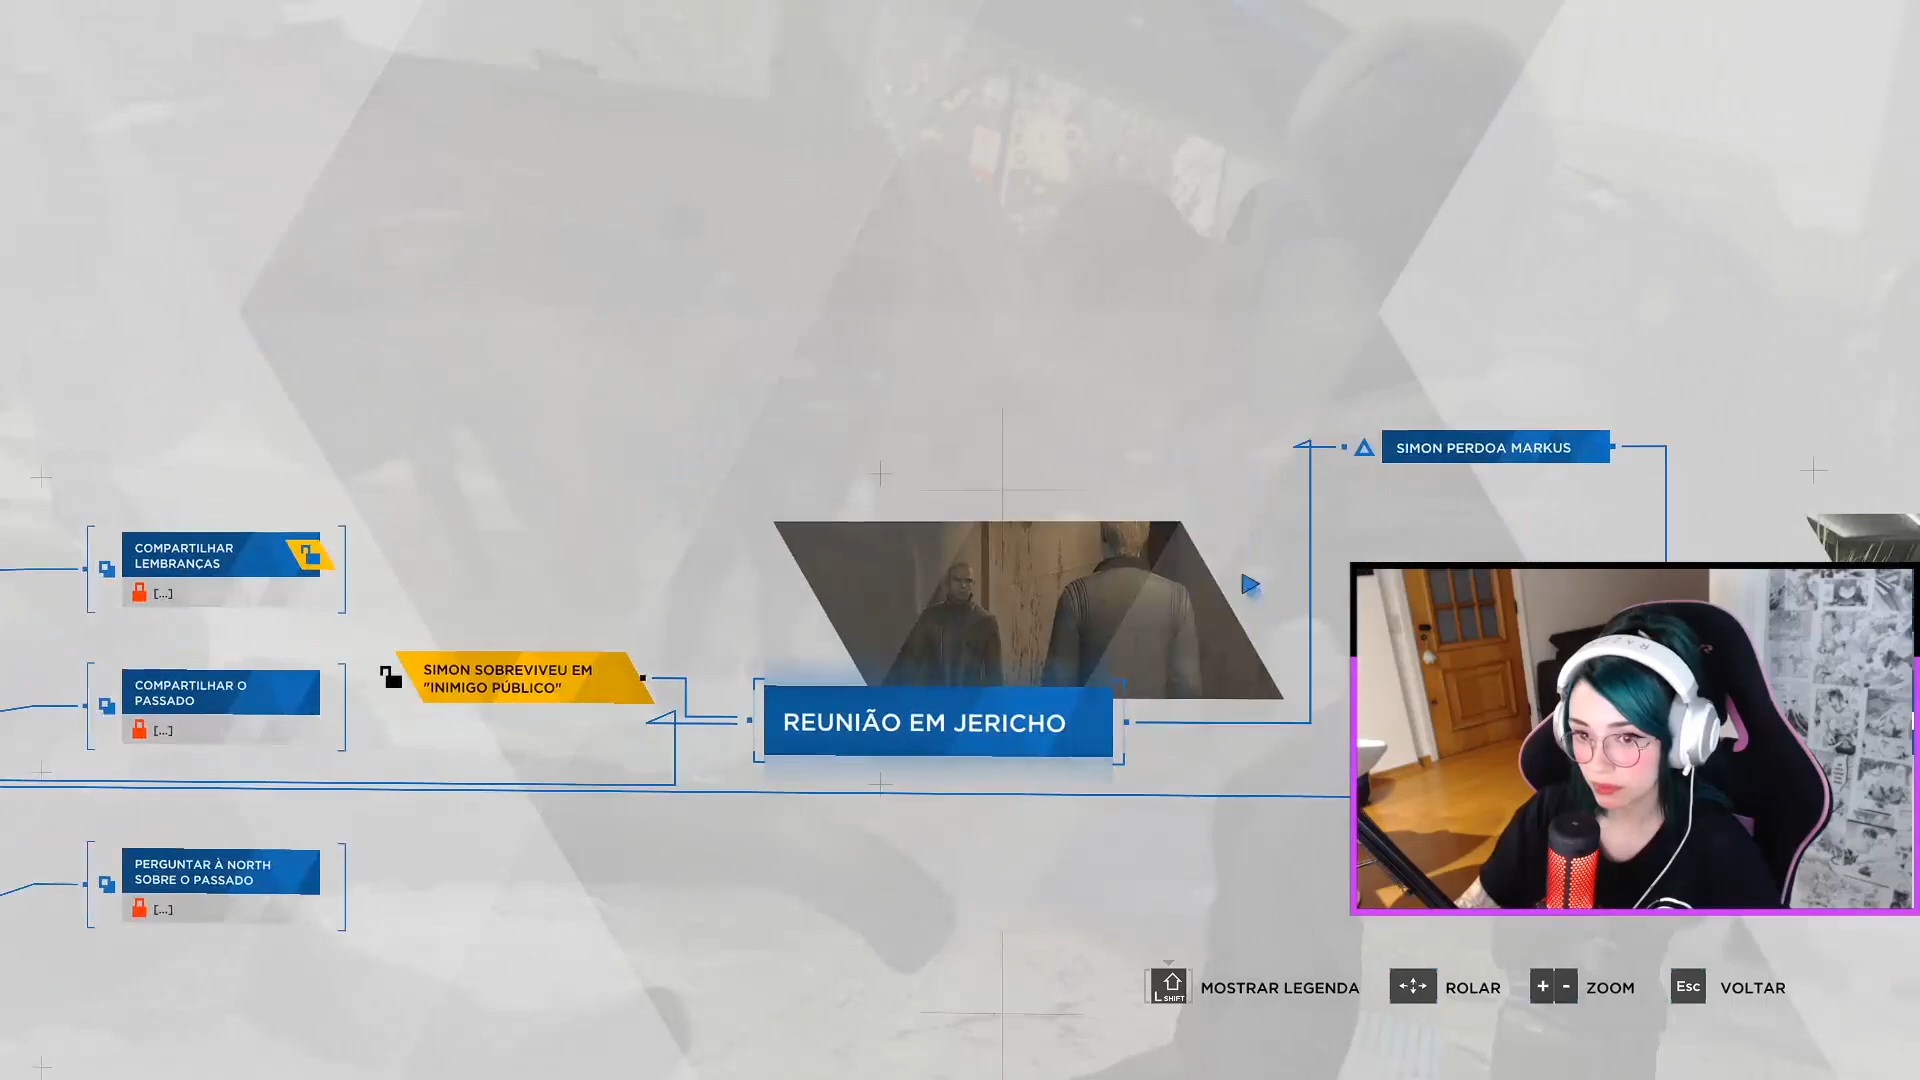 SIMON PERDOA MARKUS
COMPARTILHAR
LEMBRANÇAS
[...]
SIMON SOBREVIVEU EM
"INIMIGO PÚBLICO"
COMPARTILHAR O
PASSADO
[...]
REUNIÃO EM JERICHO
PERGUNTAR À NORTH
SOBRE O PASSADO
[...]
L SHIFT MOSTRAR LEGENDA
ROLAR
+ - ZOOM
Esc VOLTAR